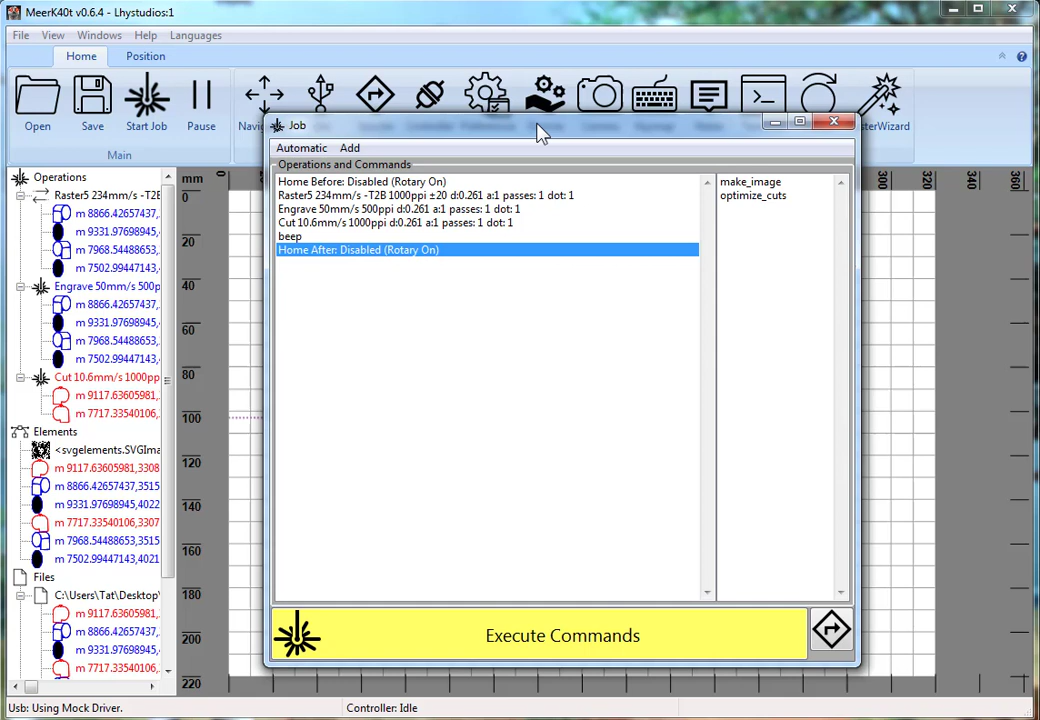 MeerK40t v0.6.4 - Lhystudios:1
File View Windows Help Languages
Home Position
Open Save Start Job Pause
Main
Job
Automatic Add
Operations and Commands
Home Before: Disabled (Rotary On)
Raster5 234mm/s -T2B 1000ppi ±20 d:0.261 a:1 passes: 1 dot: 1
Engrave 50mm/s 500ppi d:0.261 a:1 passes: 1 dot: 1
Cut 10.6mm/s 1000ppi d:0.261 a:1 passes: 1 dot: 1
beep
Home After: Disabled (Rotary On)
make_image
optimize_cuts
Execute Commands
Operations
Raster5 234mm/s -T2B
m 8866.42657437,
m 9331.97698945,
m 7968.54488653,
m 7502.99447143,
Engrave 50mm/s 500p
m 8866.42657437,
m 9331.97698945,
m 7968.54488653,
m 7502.99447143,
Cut 10.6mm/s 1000pp
m 9117.63605981,
m 7717.33540106,
Elements
<svgelements.SVGIma
m 9117.63605981,3308
m 8866.42657437,3515
m 9331.97698945,4022
m 7717.33540106,3307
m 7968.54488653,3515
m 7502.99447143,4021
Files
C:\Users\Tat\Desktop\
m 9117.63605981,
m 8866.42657437,
m 9331.97698945,
m 7717.33540106,
mm 0 300 320 340 360
0
20
40
60
80
100
120
140
160
180
200
220
Usb: Using Mock Driver. Controller: Idle